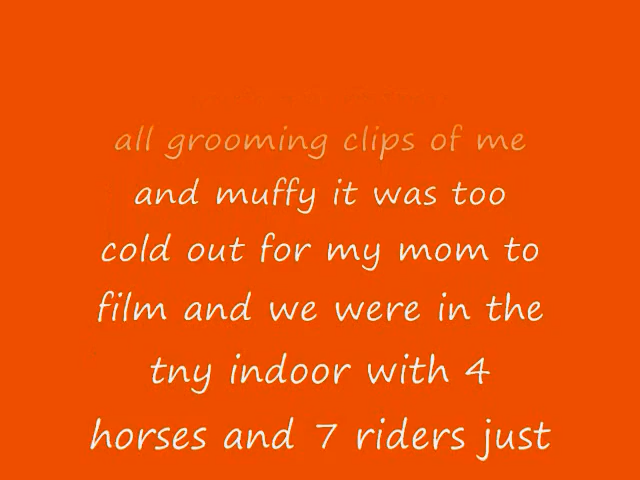 all grooming clips of me
and muffy it was too
cold out for my mom to
film and we were in the
tny indoor with 4
horses and 7 riders just